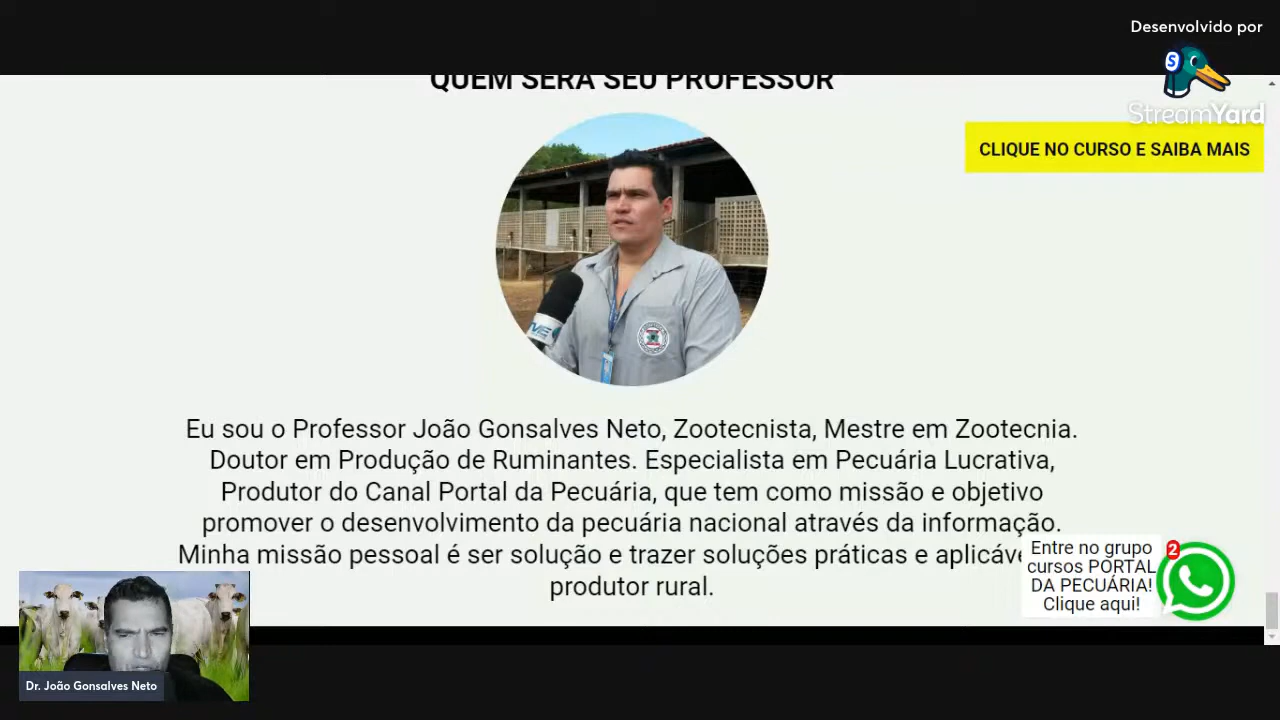 Desenvolvido por
StreamYard
QUEM SERÁ SEU PROFESSOR
CLIQUE NO CURSO E SAIBA MAIS
Eu sou o Professor João Gonsalves Neto, Zootecnista, Mestre em Zootecnia.
Doutor em Produção de Ruminantes. Especialista em Pecuária Lucrativa,
Produtor do Canal Portal da Pecuária, que tem como missão e objetivo
promover o desenvolvimento da pecuária nacional através da informação.
Minha missão pessoal é ser solução e trazer soluções práticas e
produtor rural.
Entre no grupo
cursos PORTAL
DA PECUÁRIA!
Clique aqui!
2
Dr. João Gonsalves Neto